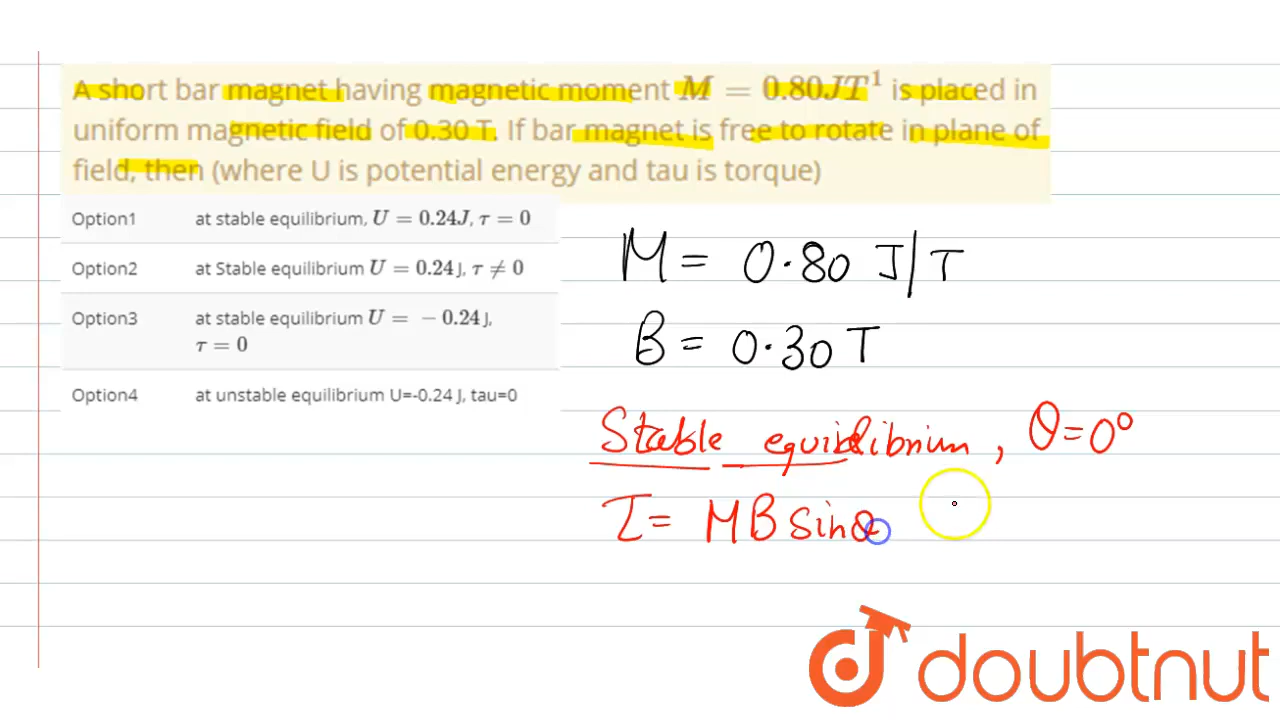 A short bar magnet having magnetic moment M = 0.80JT¹ is placed in
uniform magnetic field of 0.30 T. If bar magnet is free to rotate in plane of
field, then (where U is potential energy and tau is torque)
Option1 at stable equilibrium, U = 0.24J, τ = 0
Option2 at Stable equilibrium U = 0.24 J, τ ≠ 0
Option3 at stable equilibrium U = − 0.24 J,
τ = 0
Option4 at unstable equilibrium U=-0.24 J, tau=0
M = 0.80 J/T
B = 0.30 T
Stable equilibrium, θ=0°
τ= MB sinθ
doubtnut